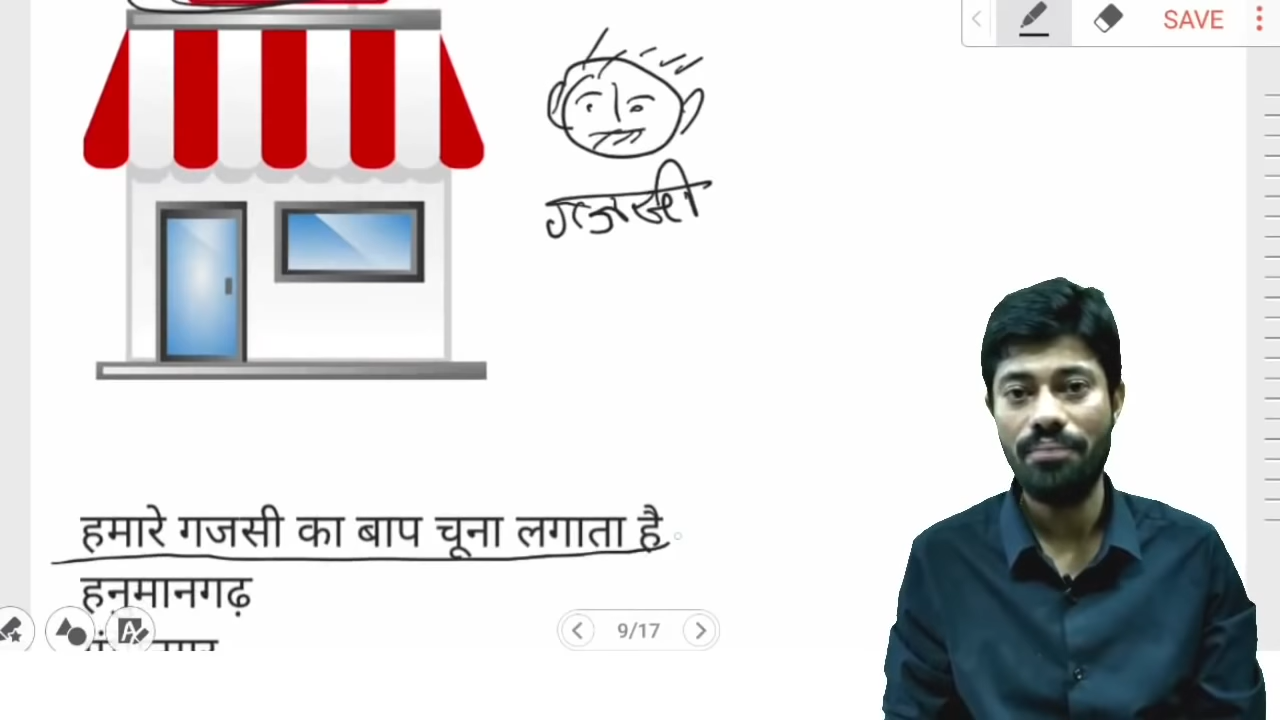 SAVE
गजसी
हमारे गजसी का बाप चूना लगाता है.
हनुमानगढ़
9/17